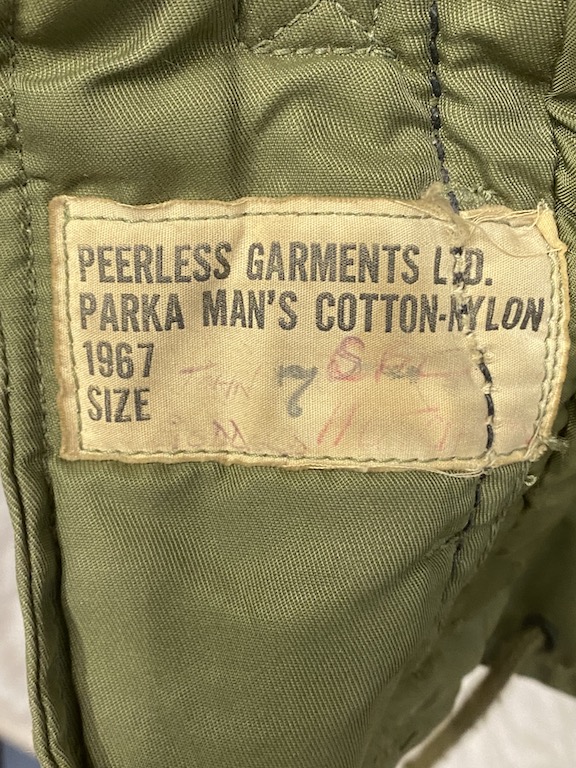 PEERLESS GARMENTS LTD.
PARKA MAN'S COTTON-NYLON
1967
SIZE 7